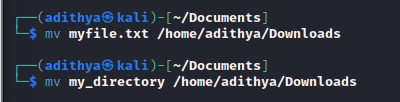 ┌──(adithya㉿kali)-[~/Documents]
└─$ mv myfile.txt /home/adithya/Downloads
┌──(adithya㉿kali)-[~/Documents]
└─$ mv my_directory /home/adithya/Downloads